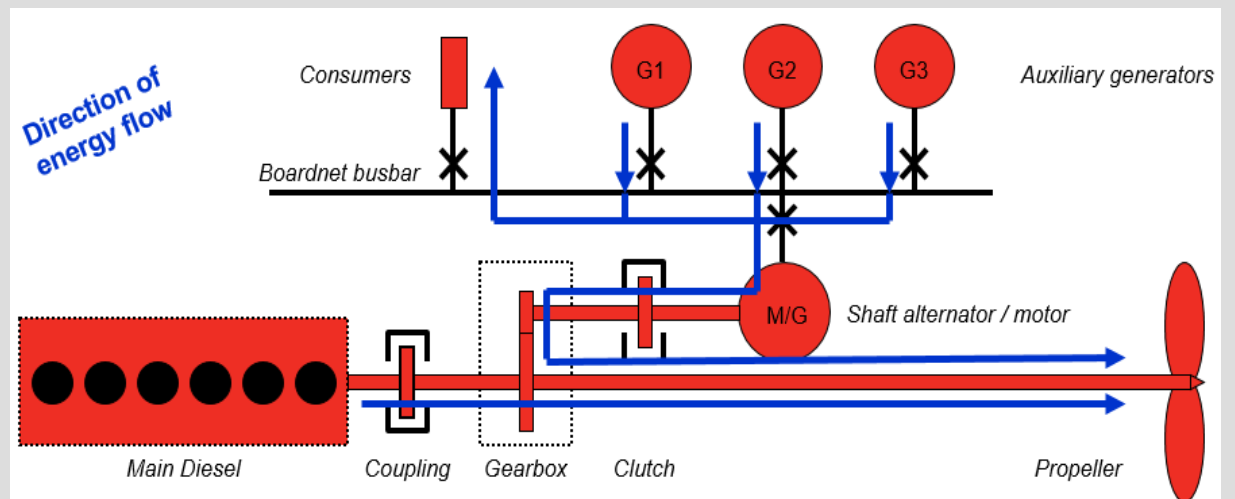 Direction of
energy flow
Consumers
G1
G2
G3
Auxiliary generators
Boardnet busbar
M/G
Shaft alternator / motor
Main Diesel
Coupling
Gearbox
Clutch
Propeller